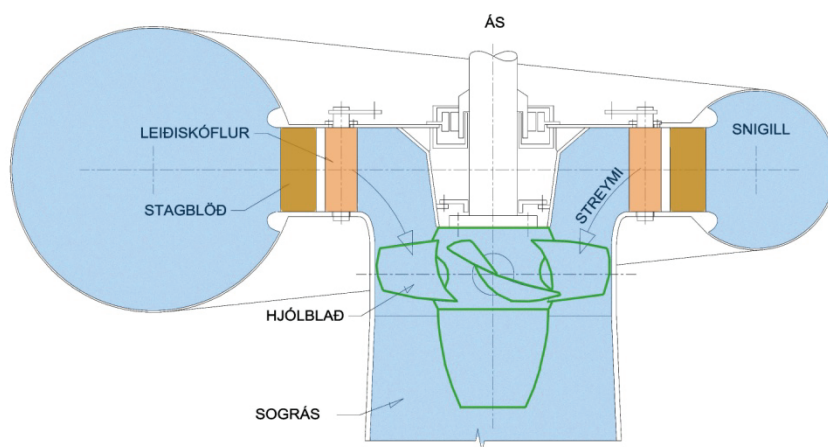 ÁS
LEIÐISKÓFLUR
SNIGILL
STAGBLÖÐ
STREYMI
HJÓLBLAÐ
SOGRÁS